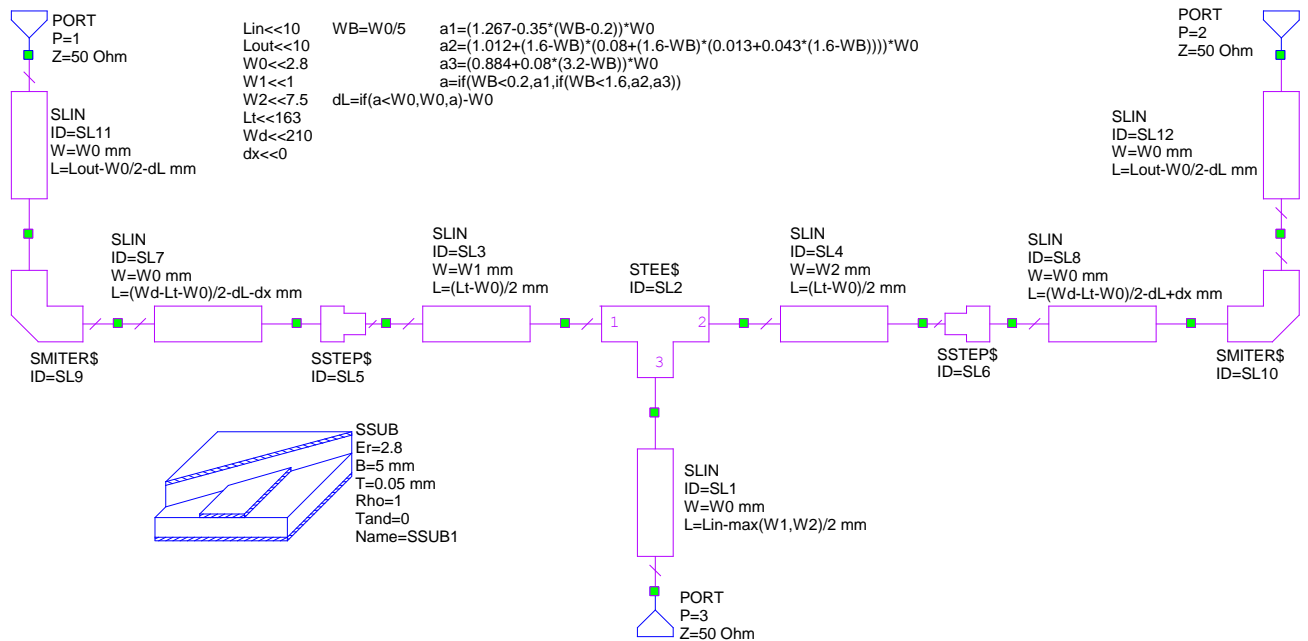 PORT
P=1
Z=50 Ohm
Lin<<10
Lout<<10
W0<<2.8
W1<<1
W2<<7.5
Lt<<163
Wd<<210
dx<<0
WB=W0/5
dL=if(a<W0,W0,a)-W0
a1=(1.267-0.35*(WB-0.2))*W0
a2=(1.012+(1.6-WB)*(0.08+(1.6-WB)*(0.013+0.043*(1.6-WB))))*W0
a3=(0.884+0.08*(3.2-WB))*W0
a=if(WB<0.2,a1,if(WB<1.6,a2,a3))
PORT
P=2
Z=50 Ohm
SLIN
ID=SL11
W=W0 mm
L=Lout-W0/2-dL mm
SLIN
ID=SL12
W=W0 mm
L=Lout-W0/2-dL mm
SLIN
ID=SL7
W=W0 mm
L=(Wd-Lt-W0)/2-dL-dx mm
SLIN
ID=SL3
W=W1 mm
L=(Lt-W0)/2 mm
STEE$
ID=SL2
1
2
3
SLIN
ID=SL4
W=W2 mm
L=(Lt-W0)/2 mm
SLIN
ID=SL8
W=W0 mm
L=(Wd-Lt-W0)/2-dL+dx mm
SMITER$
ID=SL9
SSTEP$
ID=SL5
SSTEP$
ID=SL6
SMITER$
ID=SL10
SSUB
Er=2.8
B=5 mm
T=0.05 mm
Rho=1
Tand=0
Name=SSUB1
SLIN
ID=SL1
W=W0 mm
L=Lin-max(W1,W2)/2 mm
PORT
P=3
Z=50 Ohm